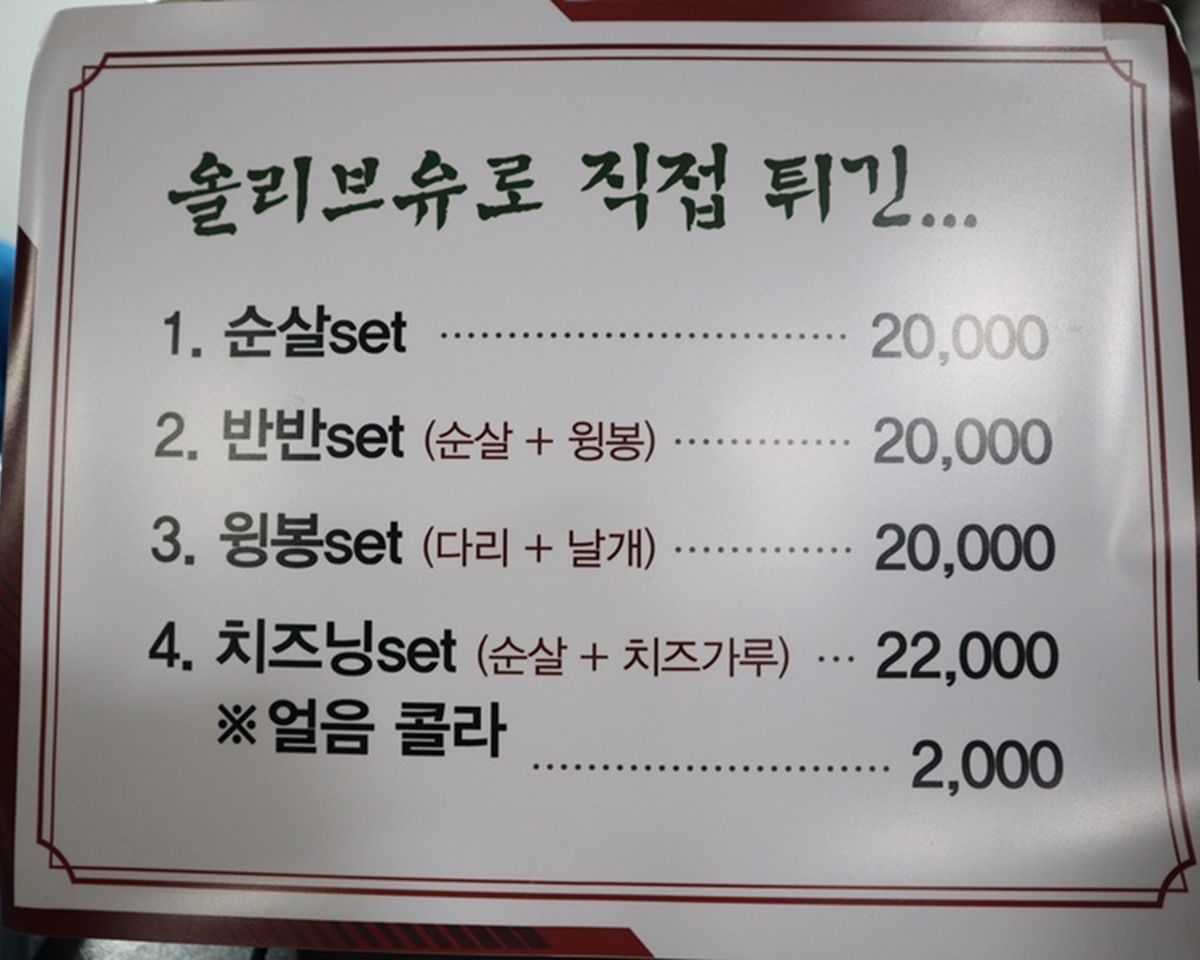 올리브유로 직접 튀긴...
1. 순살set ⋯⋯⋯⋯⋯⋯⋯⋯⋯⋯ 20,000
2. 반반set (순살 + 윙봉) ⋯⋯⋯⋯ 20,000
3. 윙봉set (다리 + 날개) ⋯⋯⋯⋯ 20,000
4. 치즈닝set (순살 + 치즈가루) ⋯ 22,000
※얼음 콜라 ⋯⋯⋯⋯⋯⋯⋯⋯⋯ 2,000